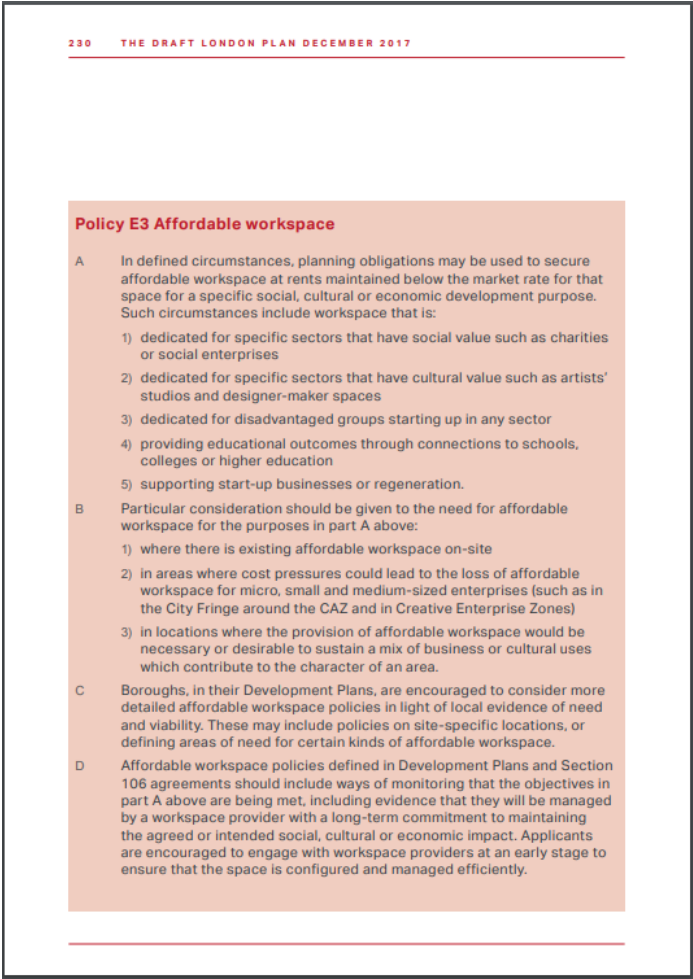 230 THE DRAFT LONDON PLAN DECEMBER 2017
Policy E3 Affordable workspace
A In defined circumstances, planning obligations may be used to secure
affordable workspace at rents maintained below the market rate for that
space for a specific social, cultural or economic development purpose.
Such circumstances include workspace that is:
1) dedicated for specific sectors that have social value such as charities
or social enterprises
2) dedicated for specific sectors that have cultural value such as artists'
studios and designer-maker spaces
3) dedicated for disadvantaged groups starting up in any sector
4) providing educational outcomes through connections to schools,
colleges or higher education
5) supporting start-up businesses or regeneration.
B Particular consideration should be given to the need for affordable
workspace for the purposes in part A above:
1) where there is existing affordable workspace on-site
2) in areas where cost pressures could lead to the loss of affordable
workspace for micro, small and medium-sized enterprises (such as in
the City Fringe around the CAZ and in Creative Enterprise Zones)
3) in locations where the provision of affordable workspace would be
necessary or desirable to sustain a mix of business or cultural uses
which contribute to the character of an area.
C Boroughs, in their Development Plans, are encouraged to consider more
detailed affordable workspace policies in light of local evidence of need
and viability. These may include policies on site-specific locations, or
defining areas of need for certain kinds of affordable workspace.
D Affordable workspace policies defined in Development Plans and Section
106 agreements should include ways of monitoring that the objectives in
part A above are being met, including evidence that they will be managed
by a workspace provider with a long-term commitment to maintaining
the agreed or intended social, cultural or economic impact. Applicants
are encouraged to engage with workspace providers at an early stage to
ensure that the space is configured and managed efficiently.